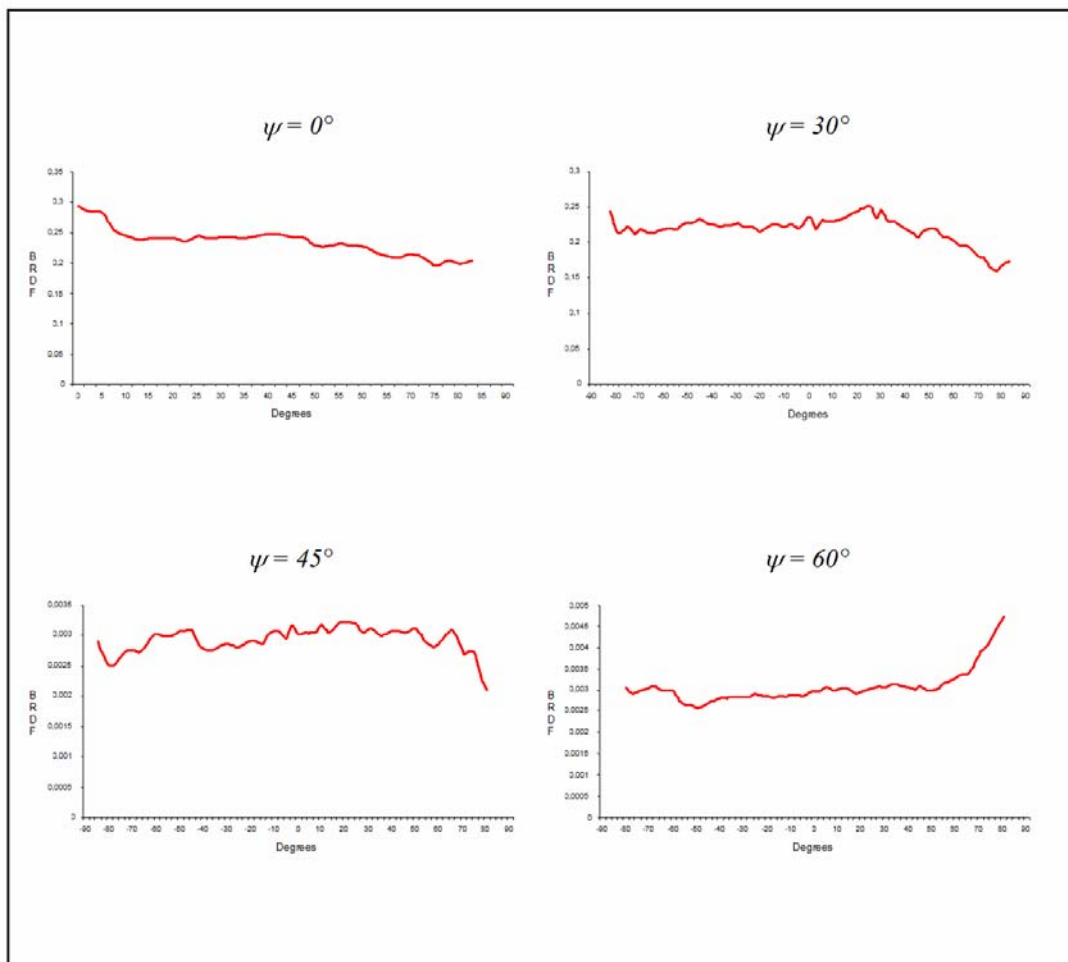 ψ = 0°
0,35
0,3
0,25
0,2
0,15
0,1
0,05
0
B
R
D
F
0 5 10 15 20 25 30 35 40 45 50 55 60 65 70 75 80 85 90
Degrees
ψ = 30°
0,3
0,25
0,2
0,15
0,1
0,05
0
B
R
D
F
-90 -80 -70 -60 -50 -40 -30 -20 -10 0 10 20 30 40 50 60 70 80 90
Degrees
ψ = 45°
0,0035
0,003
0,0025
0,002
0,0015
0,001
0,0005
0
B
R
D
F
-90 -80 -70 -60 -50 -40 -30 -20 -10 0 10 20 30 40 50 60 70 80 90
Degrees
ψ = 60°
0,005
0,0045
0,004
0,0035
0,003
0,0025
0,002
0,0015
0,001
0,0005
0
B
R
D
F
-90 -80 -70 -60 -50 -40 -30 -20 -10 0 10 20 30 40 50 60 70 80 90
Degrees